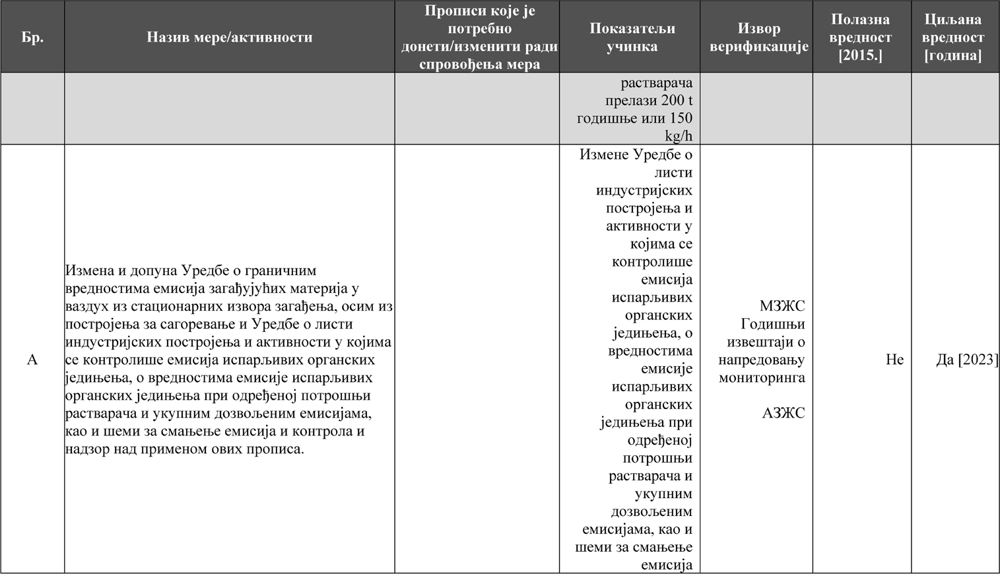 Бр.
Назив мере/активности
Прописи које је
потребно
донети/изменити ради
спровођења мера
Показатељи
учинка
Извор
верификације
Полазна
вредност
[2015.]
Циљана
вредност
[година]
растварача
прелази 200 t
годишње или 150
kg/h
А
Измена и допуна Уредбе о граничним
вредностима емисија загађујућих материја у
ваздух из стационарних извора загађења, осим из
постројења за сагоревање и Уредбе о листи
индустријских постројења и активности у којима
се контролише емисија испарљивих органских
једињења, о вредностима емисије испарљивих
органских једињења при одређеној потрошњи
растварача и укупним дозвољеним емисијама,
као и шеми за смањење емисија и контрола и
надзор над применом ових прописа.
Измене Уредбе о
листи
индустријских
постројења и
активности у
којима се
контролише
емисија
испарљивих
органских
једињења, о
вредностима
емисије
испарљивих
органских
једињења при
одређеној
потрошњи
растварача и
укупним
дозвољеним
емисијама, као и
шеми за смањење
емисија
МЗЖС
Годишњи
извештаји о
напредовању
мониторинга
АЗЖС
Не
Да [2023]